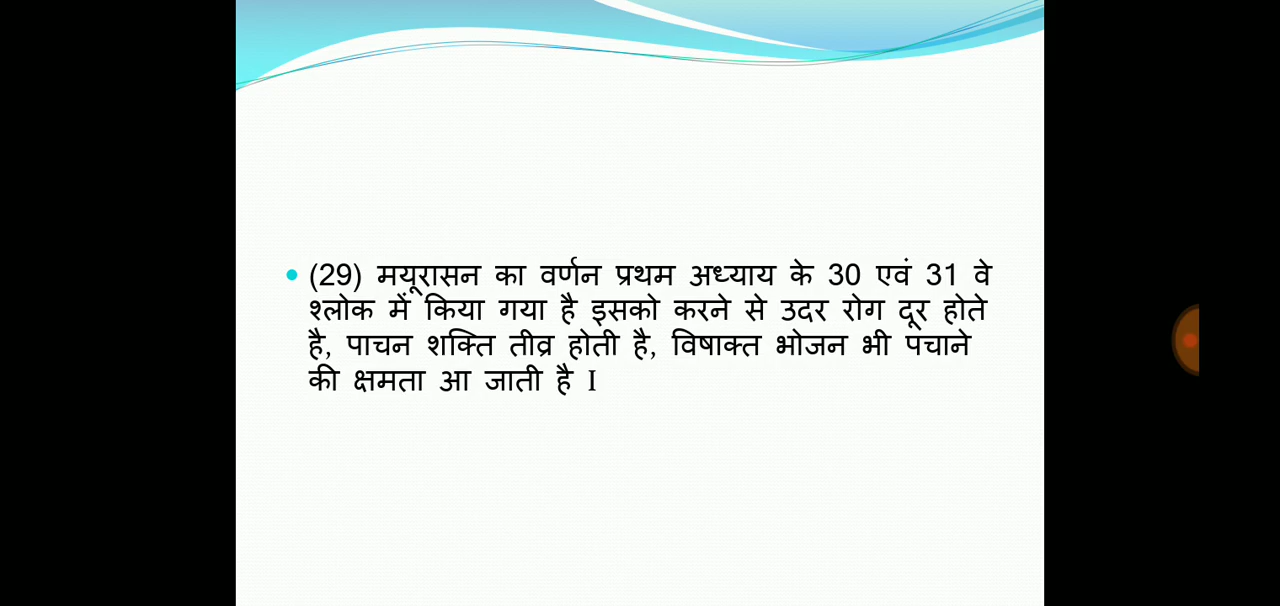 (29) मयूरासन का वर्णन प्रथम अध्याय के 30 एवं 31 वे
श्लोक में किया गया है इसको करने से उदर रोग दूर होते
है, पाचन शक्ति तीव्र होती है, विषाक्त भोजन भी पचाने
की क्षमता आ जाती है I